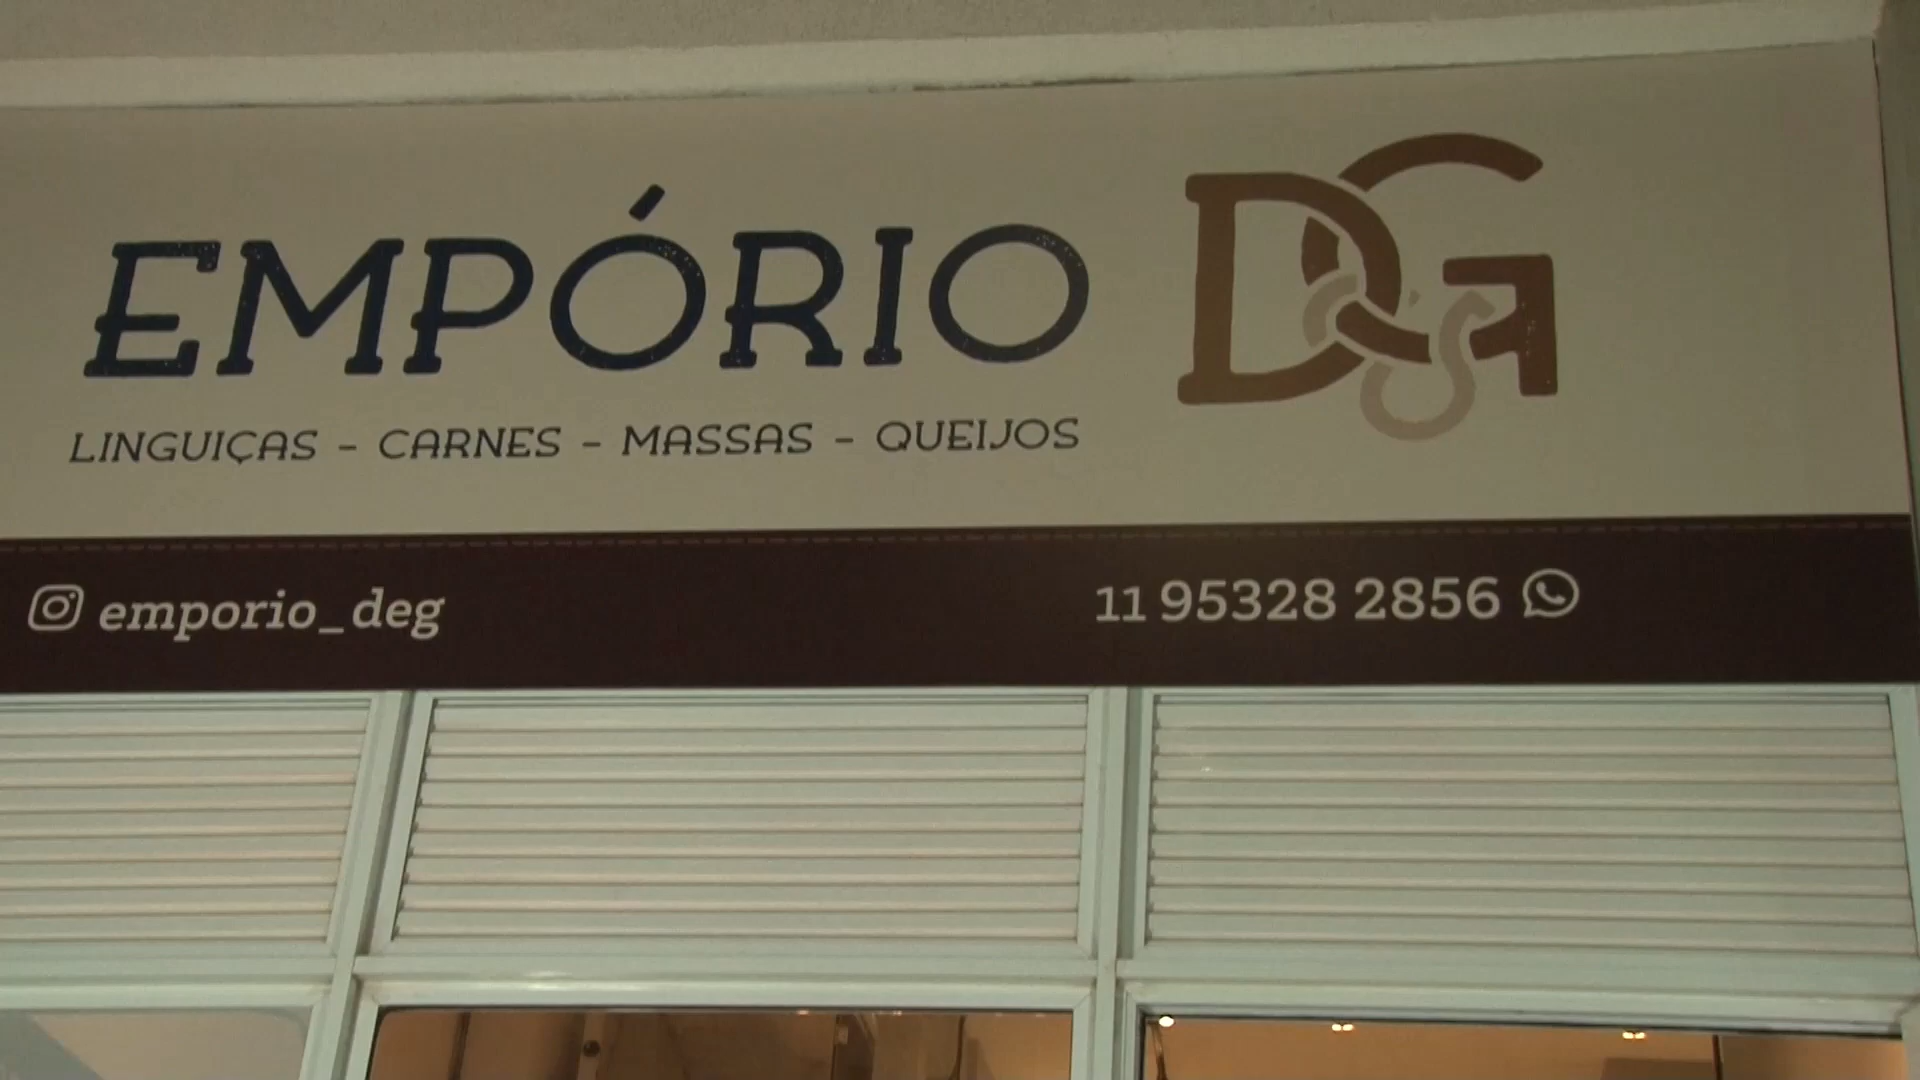 EMPÓRIO DG
LINGUIÇAS - CARNES - MASSAS - QUEIJOS
emporio_deg
11 95328 2856